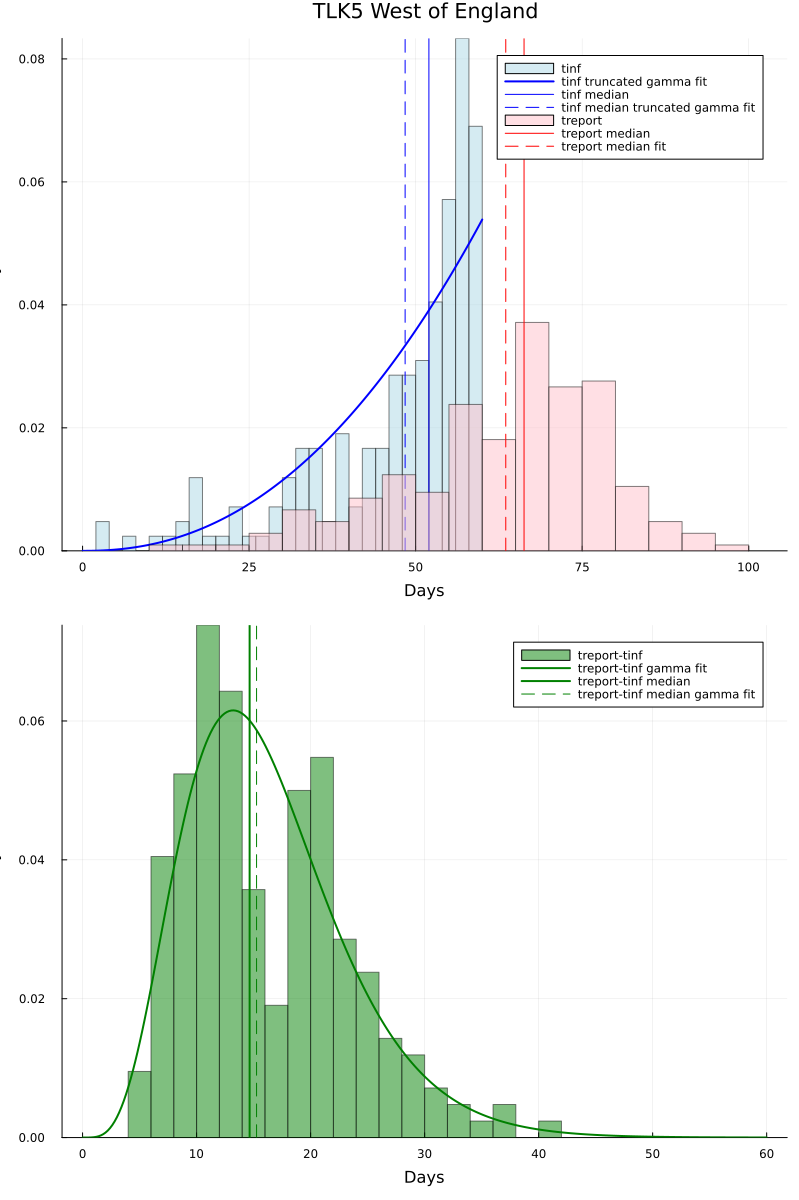 TLK5 West of England
0.08
0.06
0.04
0.02
0.00
tinf
tinf truncated gamma fit
tinf median
tinf median truncated gamma fit
treport
treport median
treport median fit
0 25 50 75 100
Days
0.06
0.04
0.02
0.00
treport-tinf
treport-tinf gamma fit
treport-tinf median
treport-tinf median gamma fit
0 10 20 30 40 50 60
Days